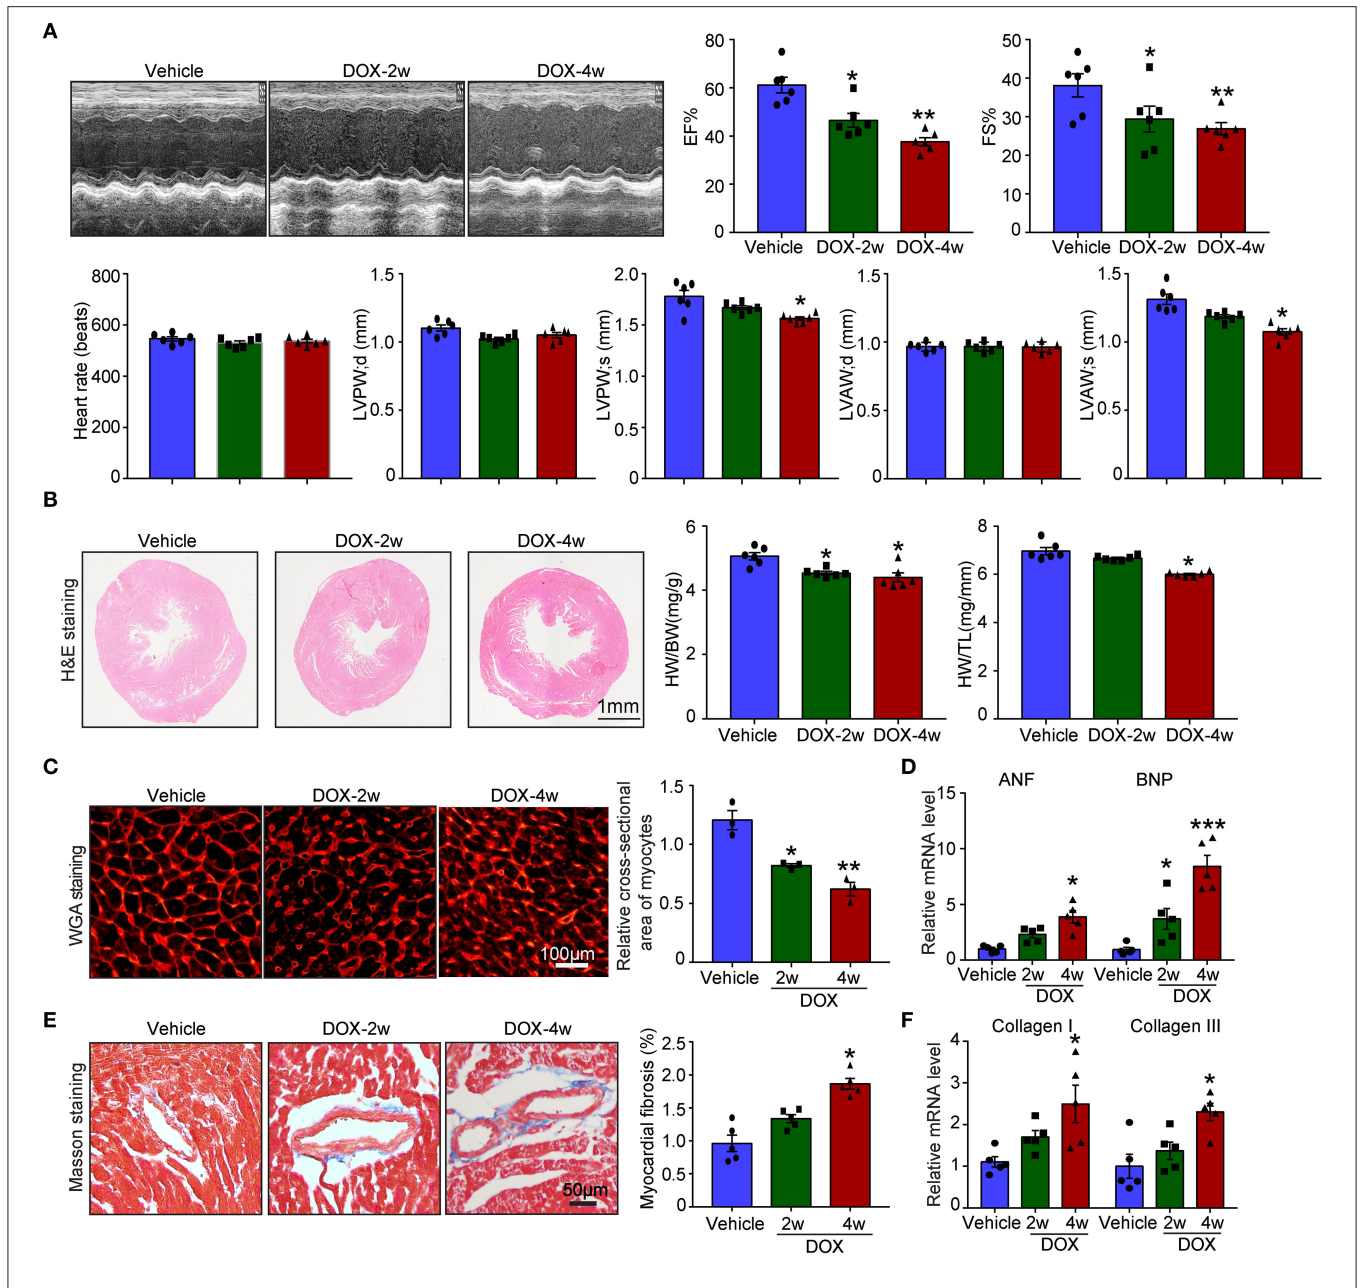 A
Vehicle
DOX-2w
DOX-4w
EF%
80
60
40
20
0
*
**
Vehicle
DOX-2w
DOX-4w
FS%
50
40
30
20
10
0
*
**
Vehicle
DOX-2w
DOX-4w
Heart rate (beats)
800
600
400
200
0
LVPW;d (mm)
1.5
1.0
0.5
0
LVPW;s (mm)
2.0
1.5
1.0
0.5
0
*
LVAW;d (mm)
1.5
1.0
0.5
0
LVAW;s (mm)
1.5
1.0
0.5
0
*
B
H&E staining
Vehicle
DOX-2w
DOX-4w
1mm
HW/BW(mg/g)
6
4
2
0
*
*
Vehicle
DOX-2w
DOX-4w
HW/TL(mg/mm)
8
6
4
2
0
*
Vehicle
DOX-2w
DOX-4w
C
WGA staining
Vehicle
DOX-2w
DOX-4w
100μm
Relative cross-sectional
area of myocytes
1.5
1.0
0.5
0
*
**
Vehicle
2w
4w
DOX
D
ANF
BNP
Relative mRNA level
15
10
5
0
*
*
***
Vehicle
2w
4w
Vehicle
2w
4w
DOX
DOX
E
Masson staining
Vehicle
DOX-2w
DOX-4w
50μm
Myocardial fibrosis (%)
2.5
2.0
1.5
1.0
0.5
0
*
Vehicle
2w
4w
DOX
F
Collagen I
Collagen III
Relative mRNA level
4
3
2
1
0
*
*
Vehicle
2w
4w
Vehicle
2w
4w
DOX
DOX